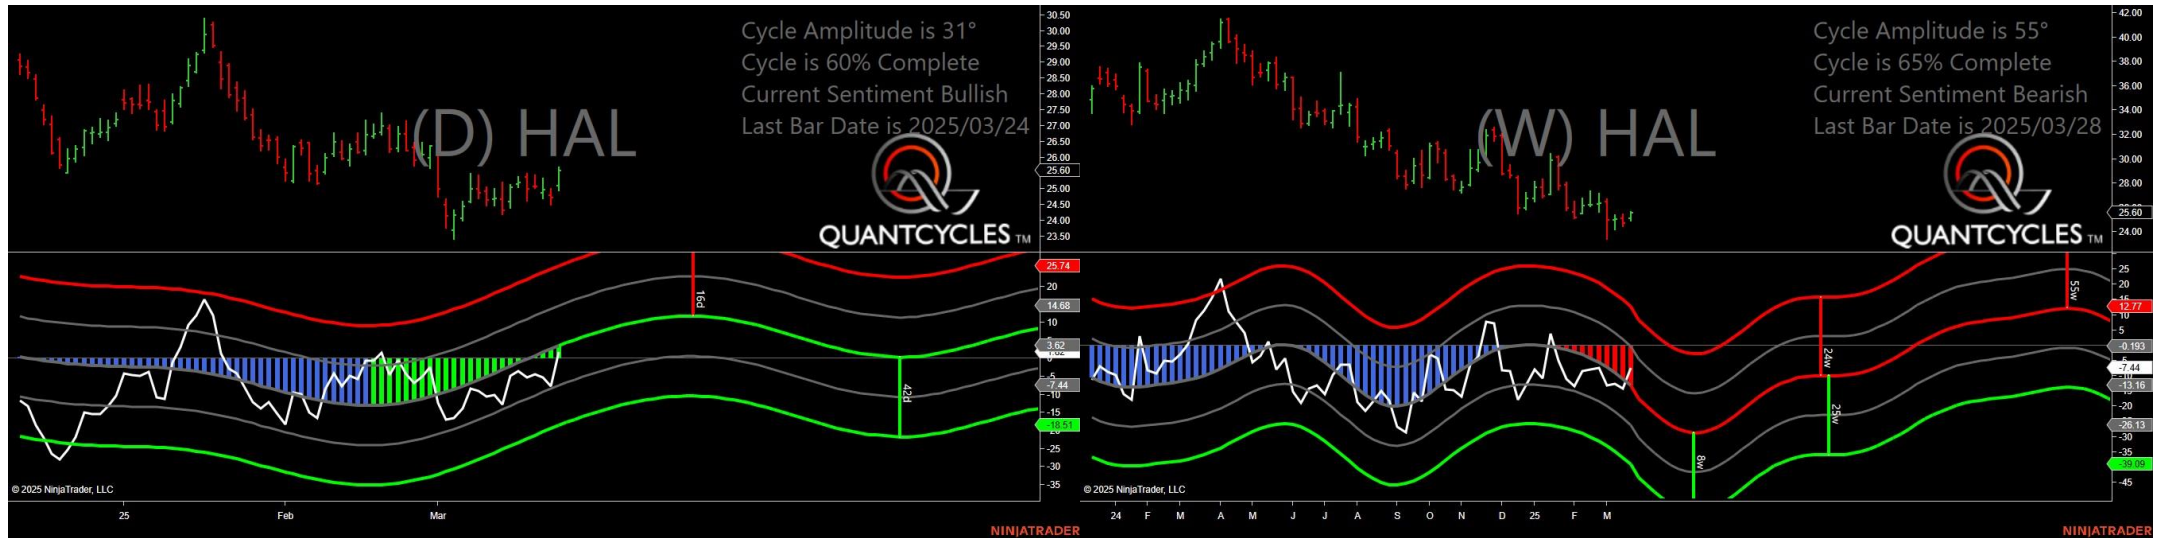 Cycle Amplitude is 31°
Cycle is 60% Complete
Current Sentiment Bullish
Last Bar Date is 2025/03/24
(D) HAL
QUANTCYCLES TM
30.50
30.00
29.50
29.00
28.50
28.00
27.50
27.00
26.50
26.00
25.60
25.00
24.50
24.00
23.50
25.74
20
14.68
10
3.62
-5
-7.44
-10
-15
-18.51
-25
-30
-35
16d
42d
© 2025 NinjaTrader, LLC
25
Feb
Mar
NINJATRADER
Cycle Amplitude is 55°
Cycle is 65% Complete
Current Sentiment Bearish
Last Bar Date is 2025/03/28
(W) HAL
QUANTCYCLES TM
42.00
40.00
38.00
36.00
34.00
32.00
30.00
28.00
25.60
24.00
25
20
15
12.77
10
5
-0.193
-5
-7.44
-10
-13.16
-20
-26.13
-30
-35
-39.09
-45
55w
24w
25w
8w
© 2025 NinjaTrader, LLC
24
F
M
A
M
J
J
A
S
O
N
D
25
F
M
NINJATRADER